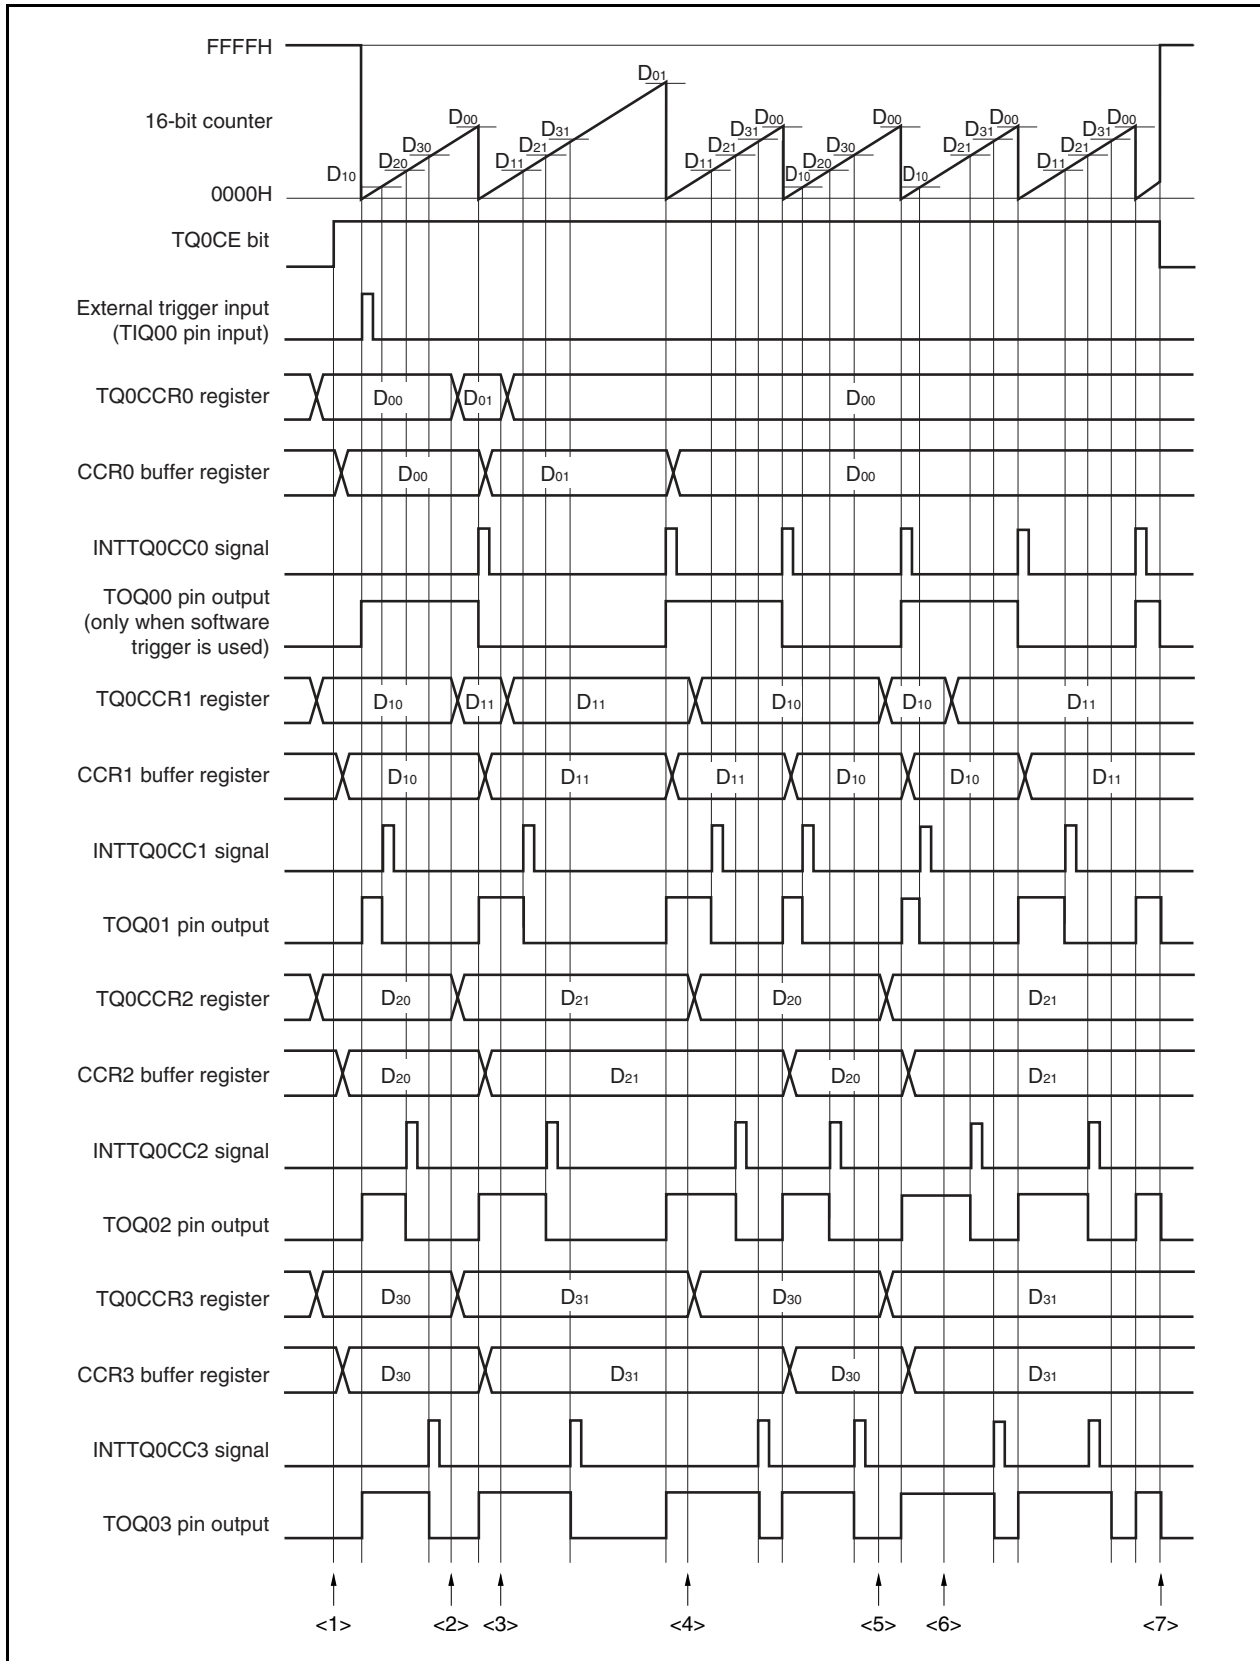 FFFFH
D01
16-bit counter
D00 D00 D00 D00 D00
D31 D31 D31 D31
D30 D30
D21 D21 D21 D21
D20 D20
D11 D11 D11
D10 D10 D10
0000H
TQ0CE bit
External trigger input
(TIQ00 pin input)
TQ0CCR0 register D00 D01 D00
CCR0 buffer register D00 D01 D00
INTTQ0CC0 signal
TOQ00 pin output
(only when software
trigger is used)
TQ0CCR1 register D10 D11 D11 D10 D10 D11
CCR1 buffer register D10 D11 D11 D10 D10 D11
INTTQ0CC1 signal
TOQ01 pin output
TQ0CCR2 register D20 D21 D20 D21
CCR2 buffer register D20 D21 D20 D21
INTTQ0CC2 signal
TOQ02 pin output
TQ0CCR3 register D30 D31 D30 D31
CCR3 buffer register D30 D31 D30 D31
INTTQ0CC3 signal
TOQ03 pin output
<1> <2> <3> <4> <5> <6> <7>